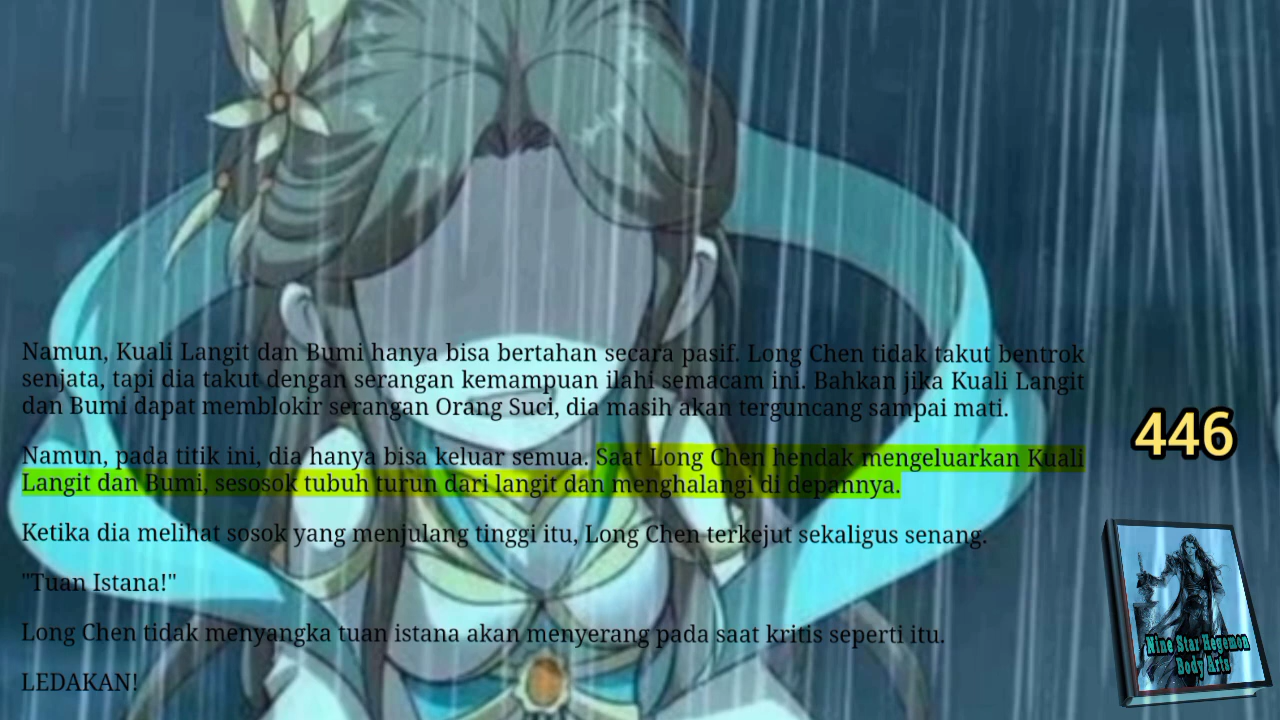 Namun, Kuali Langit dan Bumi hanya bisa bertahan secara pasif. Long Chen tidak takut bentrok
senjata, tapi dia takut dengan serangan kemampuan ilahi semacam ini. Bahkan jika Kuali Langit
dan Bumi dapat memblokir serangan Orang Suci, dia masih akan terguncang sampai mati.
Namun, pada titik ini, dia hanya bisa keluar semua. Saat Long Chen hendak mengeluarkan Kuali
Langit dan Bumi, sesosok tubuh turun dari langit dan menghalangi di depannya.
Ketika dia melihat sosok yang menjulang tinggi itu, Long Chen terkejut sekaligus senang.
"Tuan Istana!"
Long Chen tidak menyangka tuan istana akan menyerang pada saat kritis seperti itu.
LEDAKAN!
446
Nine Star Hegemon
Body Arts